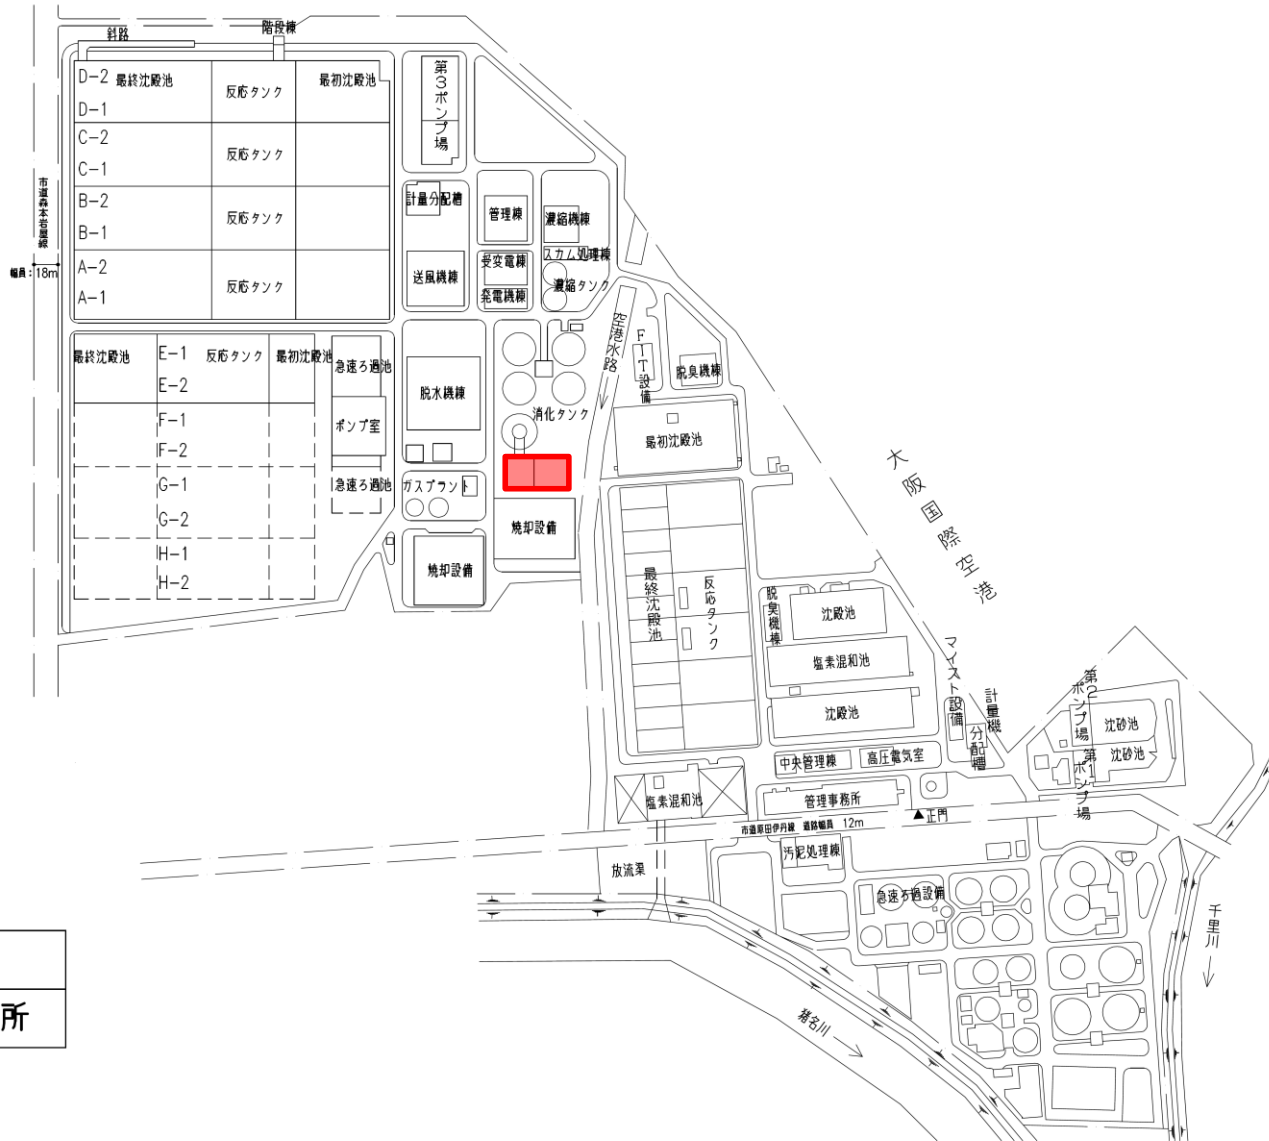 斜路
階段棟
D-2
最終沈殿池
反応タンク
最初沈殿池
D-1
C-2
反応タンク
C-1
B-2
反応タンク
B-1
A-2
反応タンク
A-1
市道森本岩屋線
幅員：18m
第3ポンプ場
計量分配槽
管理棟
濃縮機棟
スカム処理棟
送風機棟
受変電棟
発電機棟
濃縮タンク
空港水路
FIT設備
脱臭機棟
最終沈殿池
E-1
反応タンク
最初沈殿池
急速ろ過池
E-2
脱水機棟
消化タンク
F-1
ポンプ室
F-2
最初沈殿池
G-1
急速ろ過池
ガスプラント
G-2
焼却設備
H-1
H-2
焼却設備
大阪国際空港
最終沈殿池
反応タンク
脱臭機棟
沈殿池
塩素混和池
沈殿池
マイスト設備
計量機
分配槽
第2ポンプ場
沈砂池
第1ポンプ場
沈砂池
中央管理棟
高圧電気室
塩素混和池
管理事務所
市道原田伊丹線 道路幅員 12m
▲正門
汚泥処理棟
放流渠
急速ろ過設備
千里川
猪名川
所